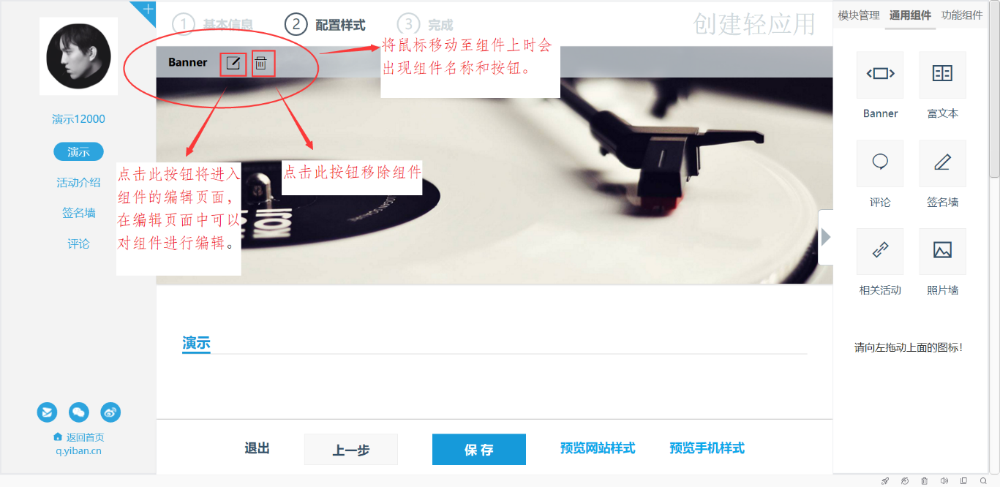 1 基本信息
2 配置样式
3 完成
创建轻应用
模块管理 通用组件 功能组件
Banner
将鼠标移动至组件上时会
出现组件名称和按钮。
演示12000
演示
活动介绍
签名墙
评论
点击此按钮将进入
组件的编辑页面，
在编辑页面中可以
对组件进行编辑。
点击此按钮移除组件
KOJI
Banner
富文本
评论
签名墙
相关活动
照片墙
请向左拖动上面的图标!
演示
返回首页
q.yiban.cn
退出
上一步
保 存
预览网站样式
预览手机样式